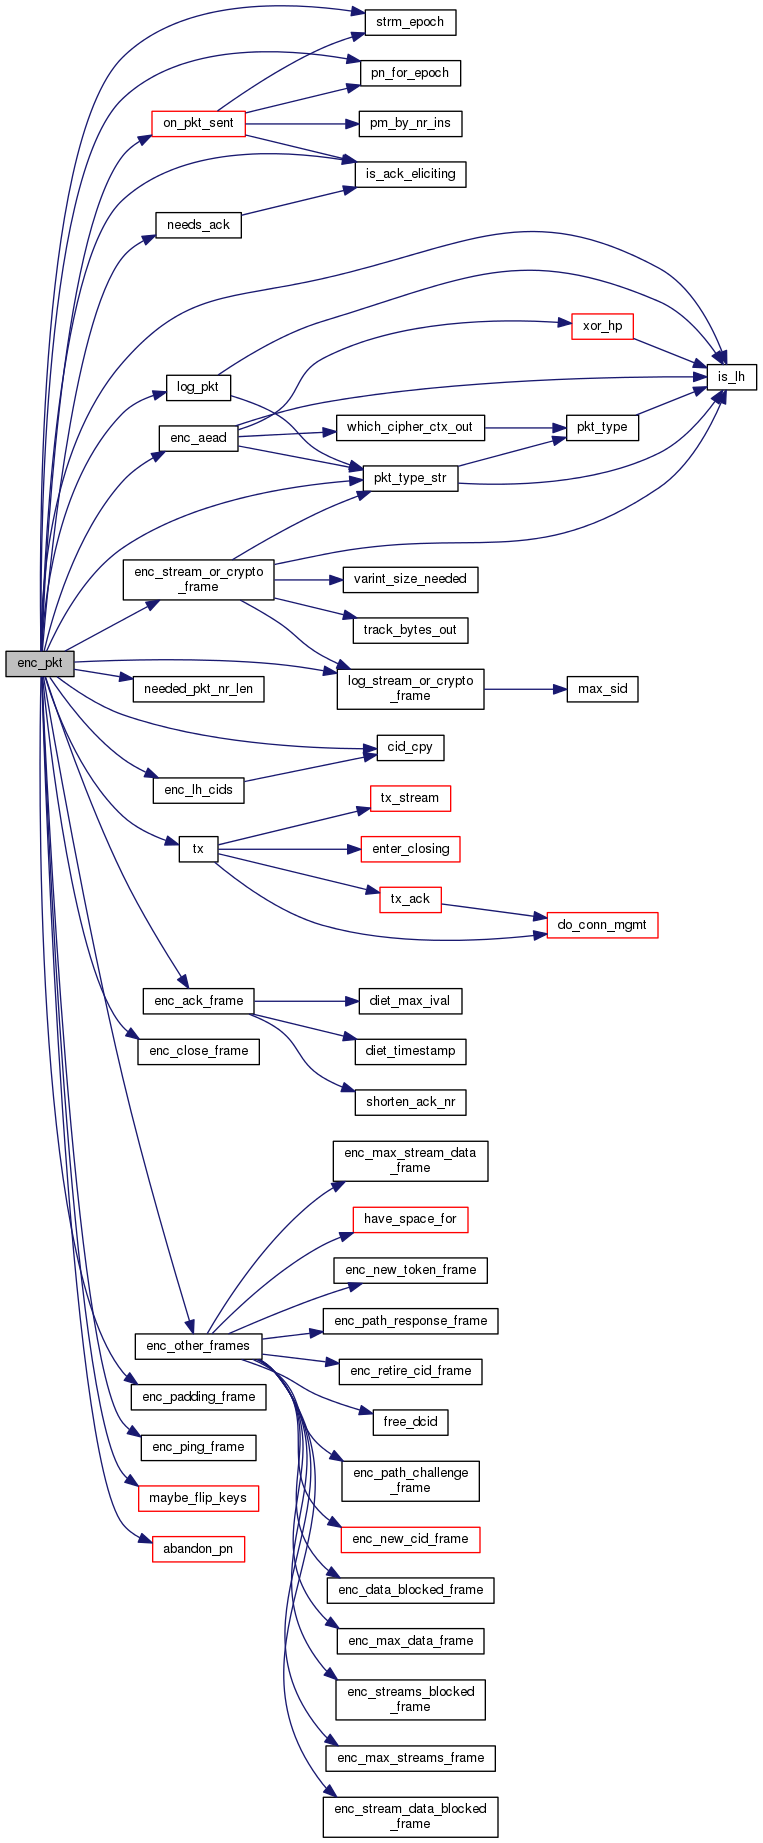 strm_epoch
pn_for_epoch
on_pkt_sent
pm_by_nr_ins
is_ack_eliciting
needs_ack
xor_hp
is_lh
log_pkt
which_cipher_ctx_out
pkt_type
enc_aead
pkt_type_str
enc_stream_or_crypto
_frame
varint_size_needed
track_bytes_out
enc_pkt
needed_pkt_nr_len
log_stream_or_crypto
_frame
max_sid
cid_cpy
enc_lh_cids
tx_stream
tx
enter_closing
tx_ack
do_conn_mgmt
enc_ack_frame
diet_max_ival
enc_close_frame
diet_timestamp
shorten_ack_nr
enc_max_stream_data
_frame
have_space_for
enc_new_token_frame
enc_path_response_frame
enc_other_frames
enc_retire_cid_frame
enc_padding_frame
free_dcid
enc_ping_frame
enc_path_challenge
_frame
maybe_flip_keys
enc_new_cid_frame
abandon_pn
enc_data_blocked_frame
enc_max_data_frame
enc_streams_blocked
_frame
enc_max_streams_frame
enc_stream_data_blocked
_frame